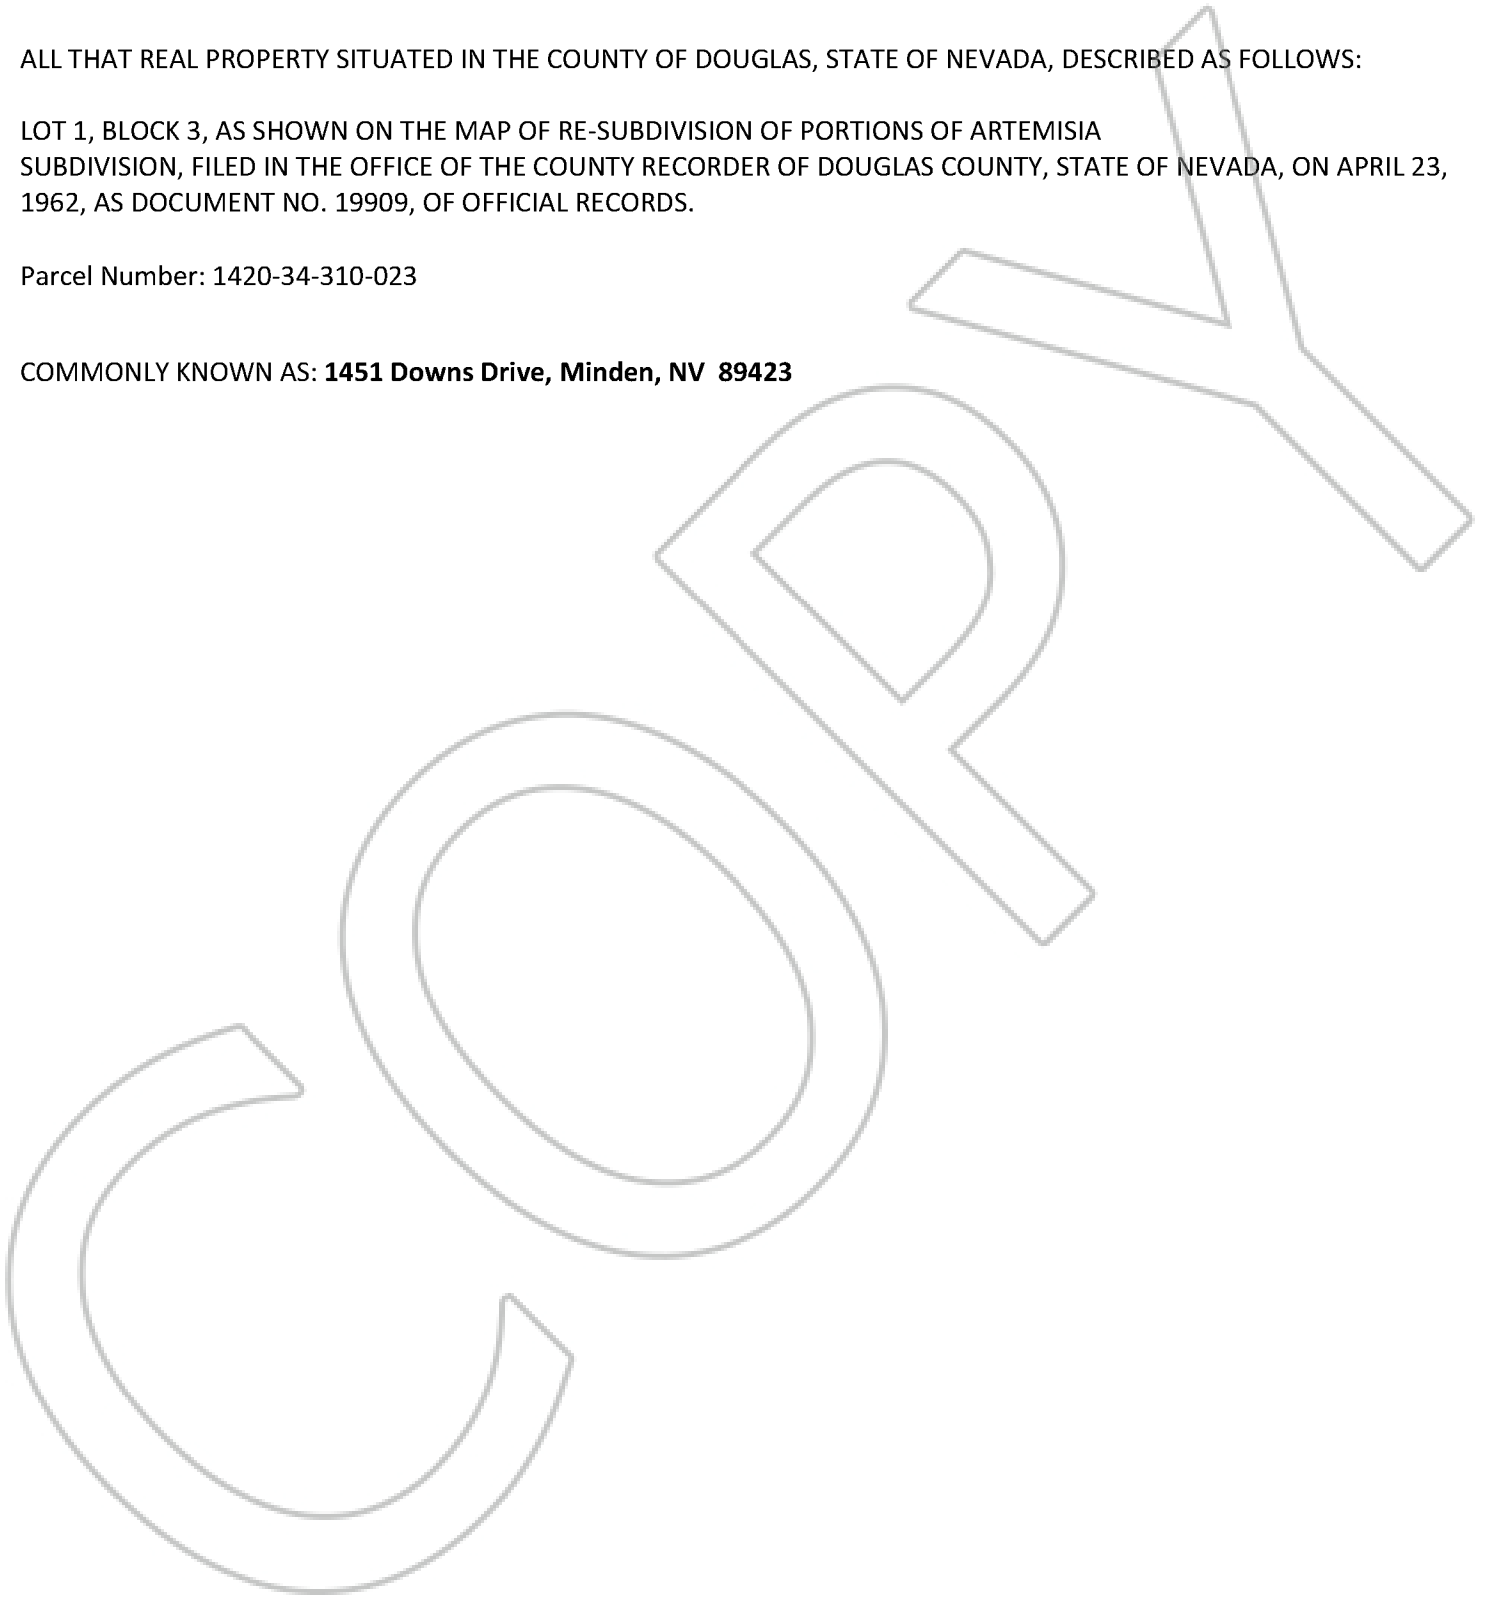 ALL THAT REAL PROPERTY SITUATED IN THE COUNTY OF DOUGLAS, STATE OF NEVADA, DESCRIBED AS FOLLOWS:
LOT 1, BLOCK 3, AS SHOWN ON THE MAP OF RE-SUBDIVISION OF PORTIONS OF ARTEMISIA
SUBDIVISION, FILED IN THE OFFICE OF THE COUNTY RECORDER OF DOUGLAS COUNTY, STATE OF NEVADA, ON APRIL 23,
1962, AS DOCUMENT NO. 19909, OF OFFICIAL RECORDS.
Parcel Number: 1420-34-310-023
COMMONLY KNOWN AS: 1451 Downs Drive, Minden, NV  89423
COPY